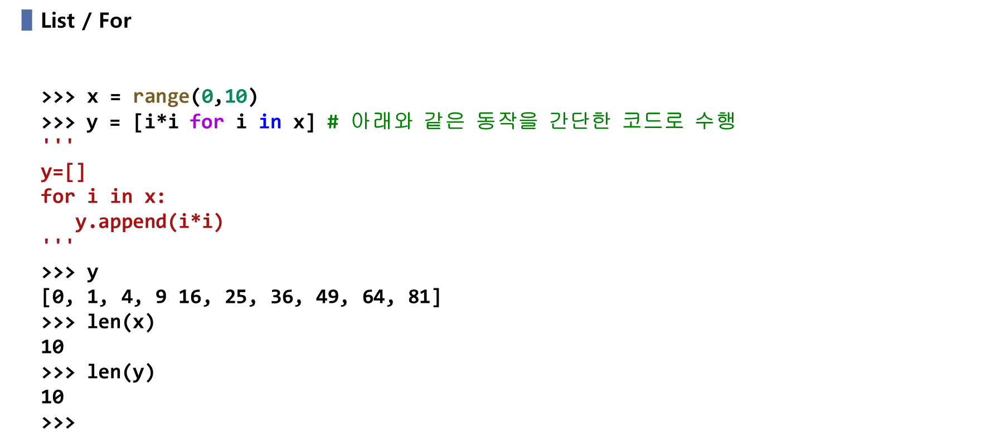 List / For
>>> x = range(0,10)
>>> y = [i*i for i in x] # 아래와 같은 동작을 간단한 코드로 수행
'''
y=[]
for i in x:
   y.append(i*i)
'''
>>> y
[0, 1, 4, 9 16, 25, 36, 49, 64, 81]
>>> len(x)
10
>>> len(y)
10
>>>